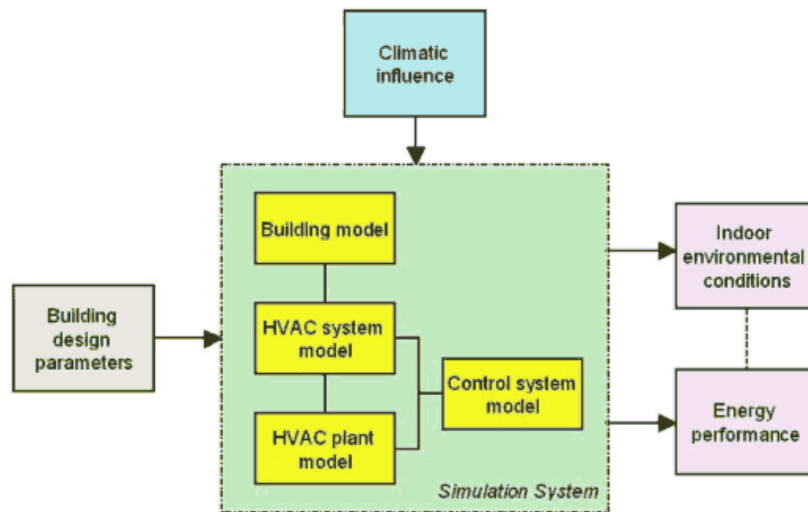 Climatic
influence
Building model
Indoor
environmental
conditions
Building
design
parameters
HVAC system
model
Control system
model
HVAC plant
model
Energy
performance
Simulation System